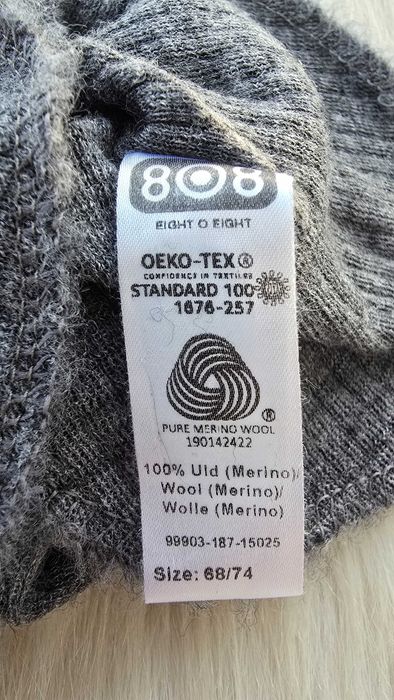 808
EIGHT O EIGHT
OEKO-TEX®
CONFIDENCE IN TEXTILES
STANDARD 100
1676-257
®
PURE MERINO WOOL
190142422
100% Uld (Merino)/
Wool (Merino)/
Wolle (Merino)
99903-187-15025
Size: 68/74